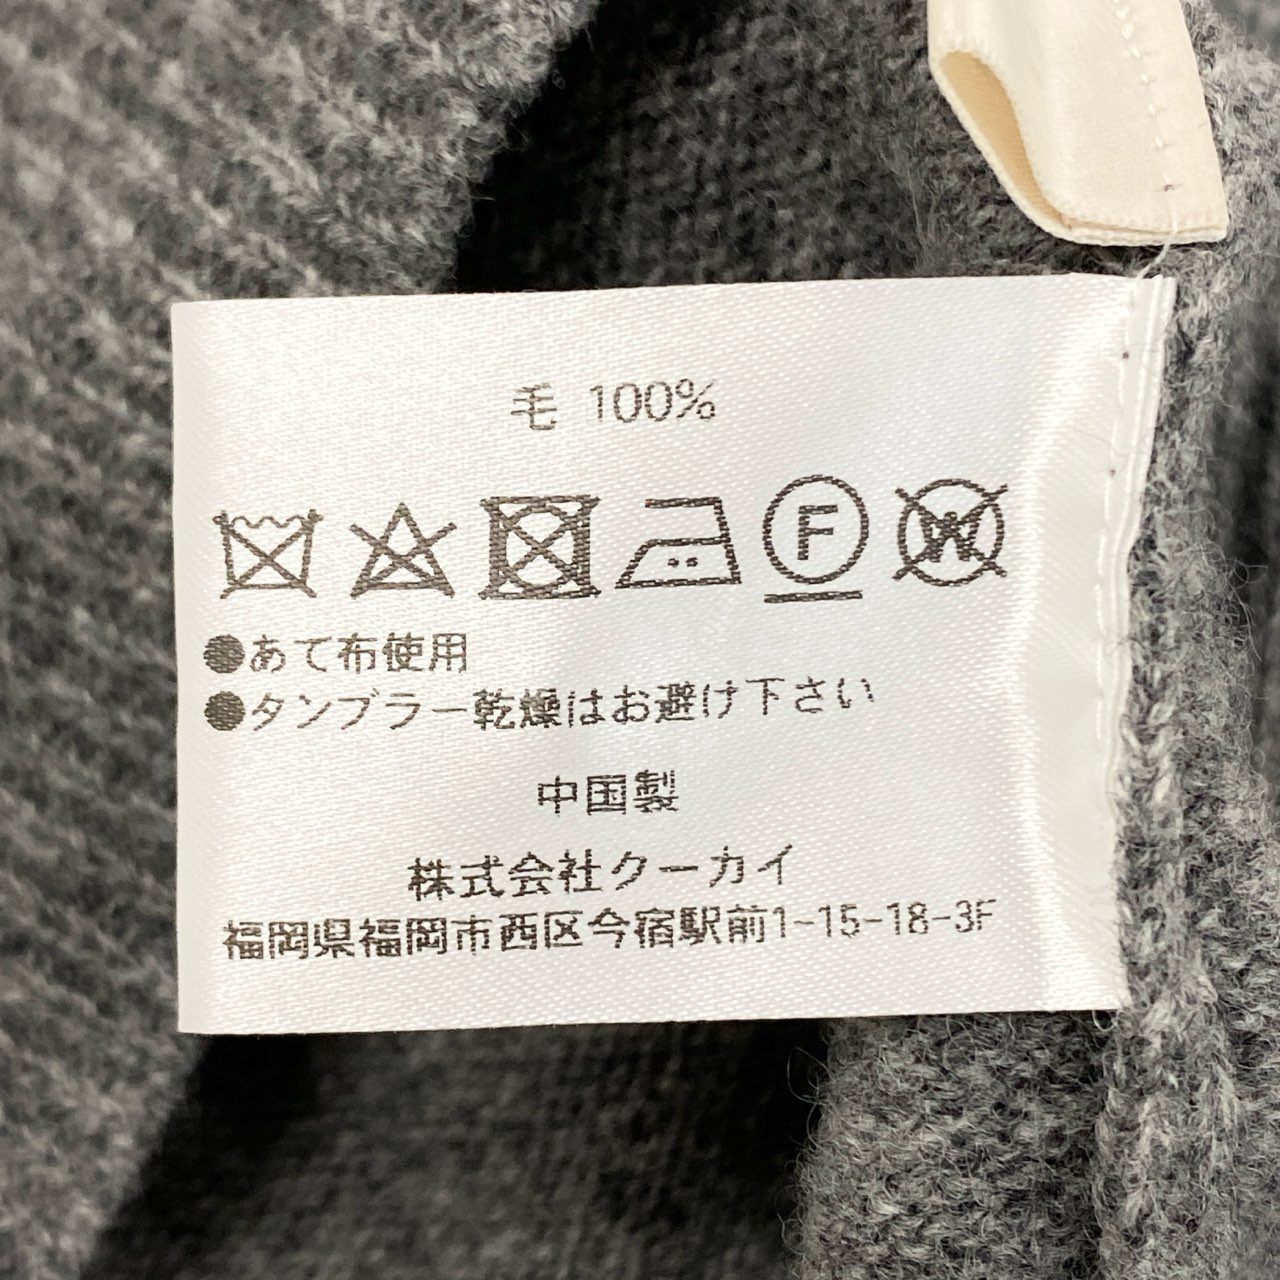 毛 100%
F W
●あて布使用
●タンブラー乾燥はお避け下さい
中国製
株式会社クーカイ
福岡県福岡市西区今宿駅前1-15-18-3F